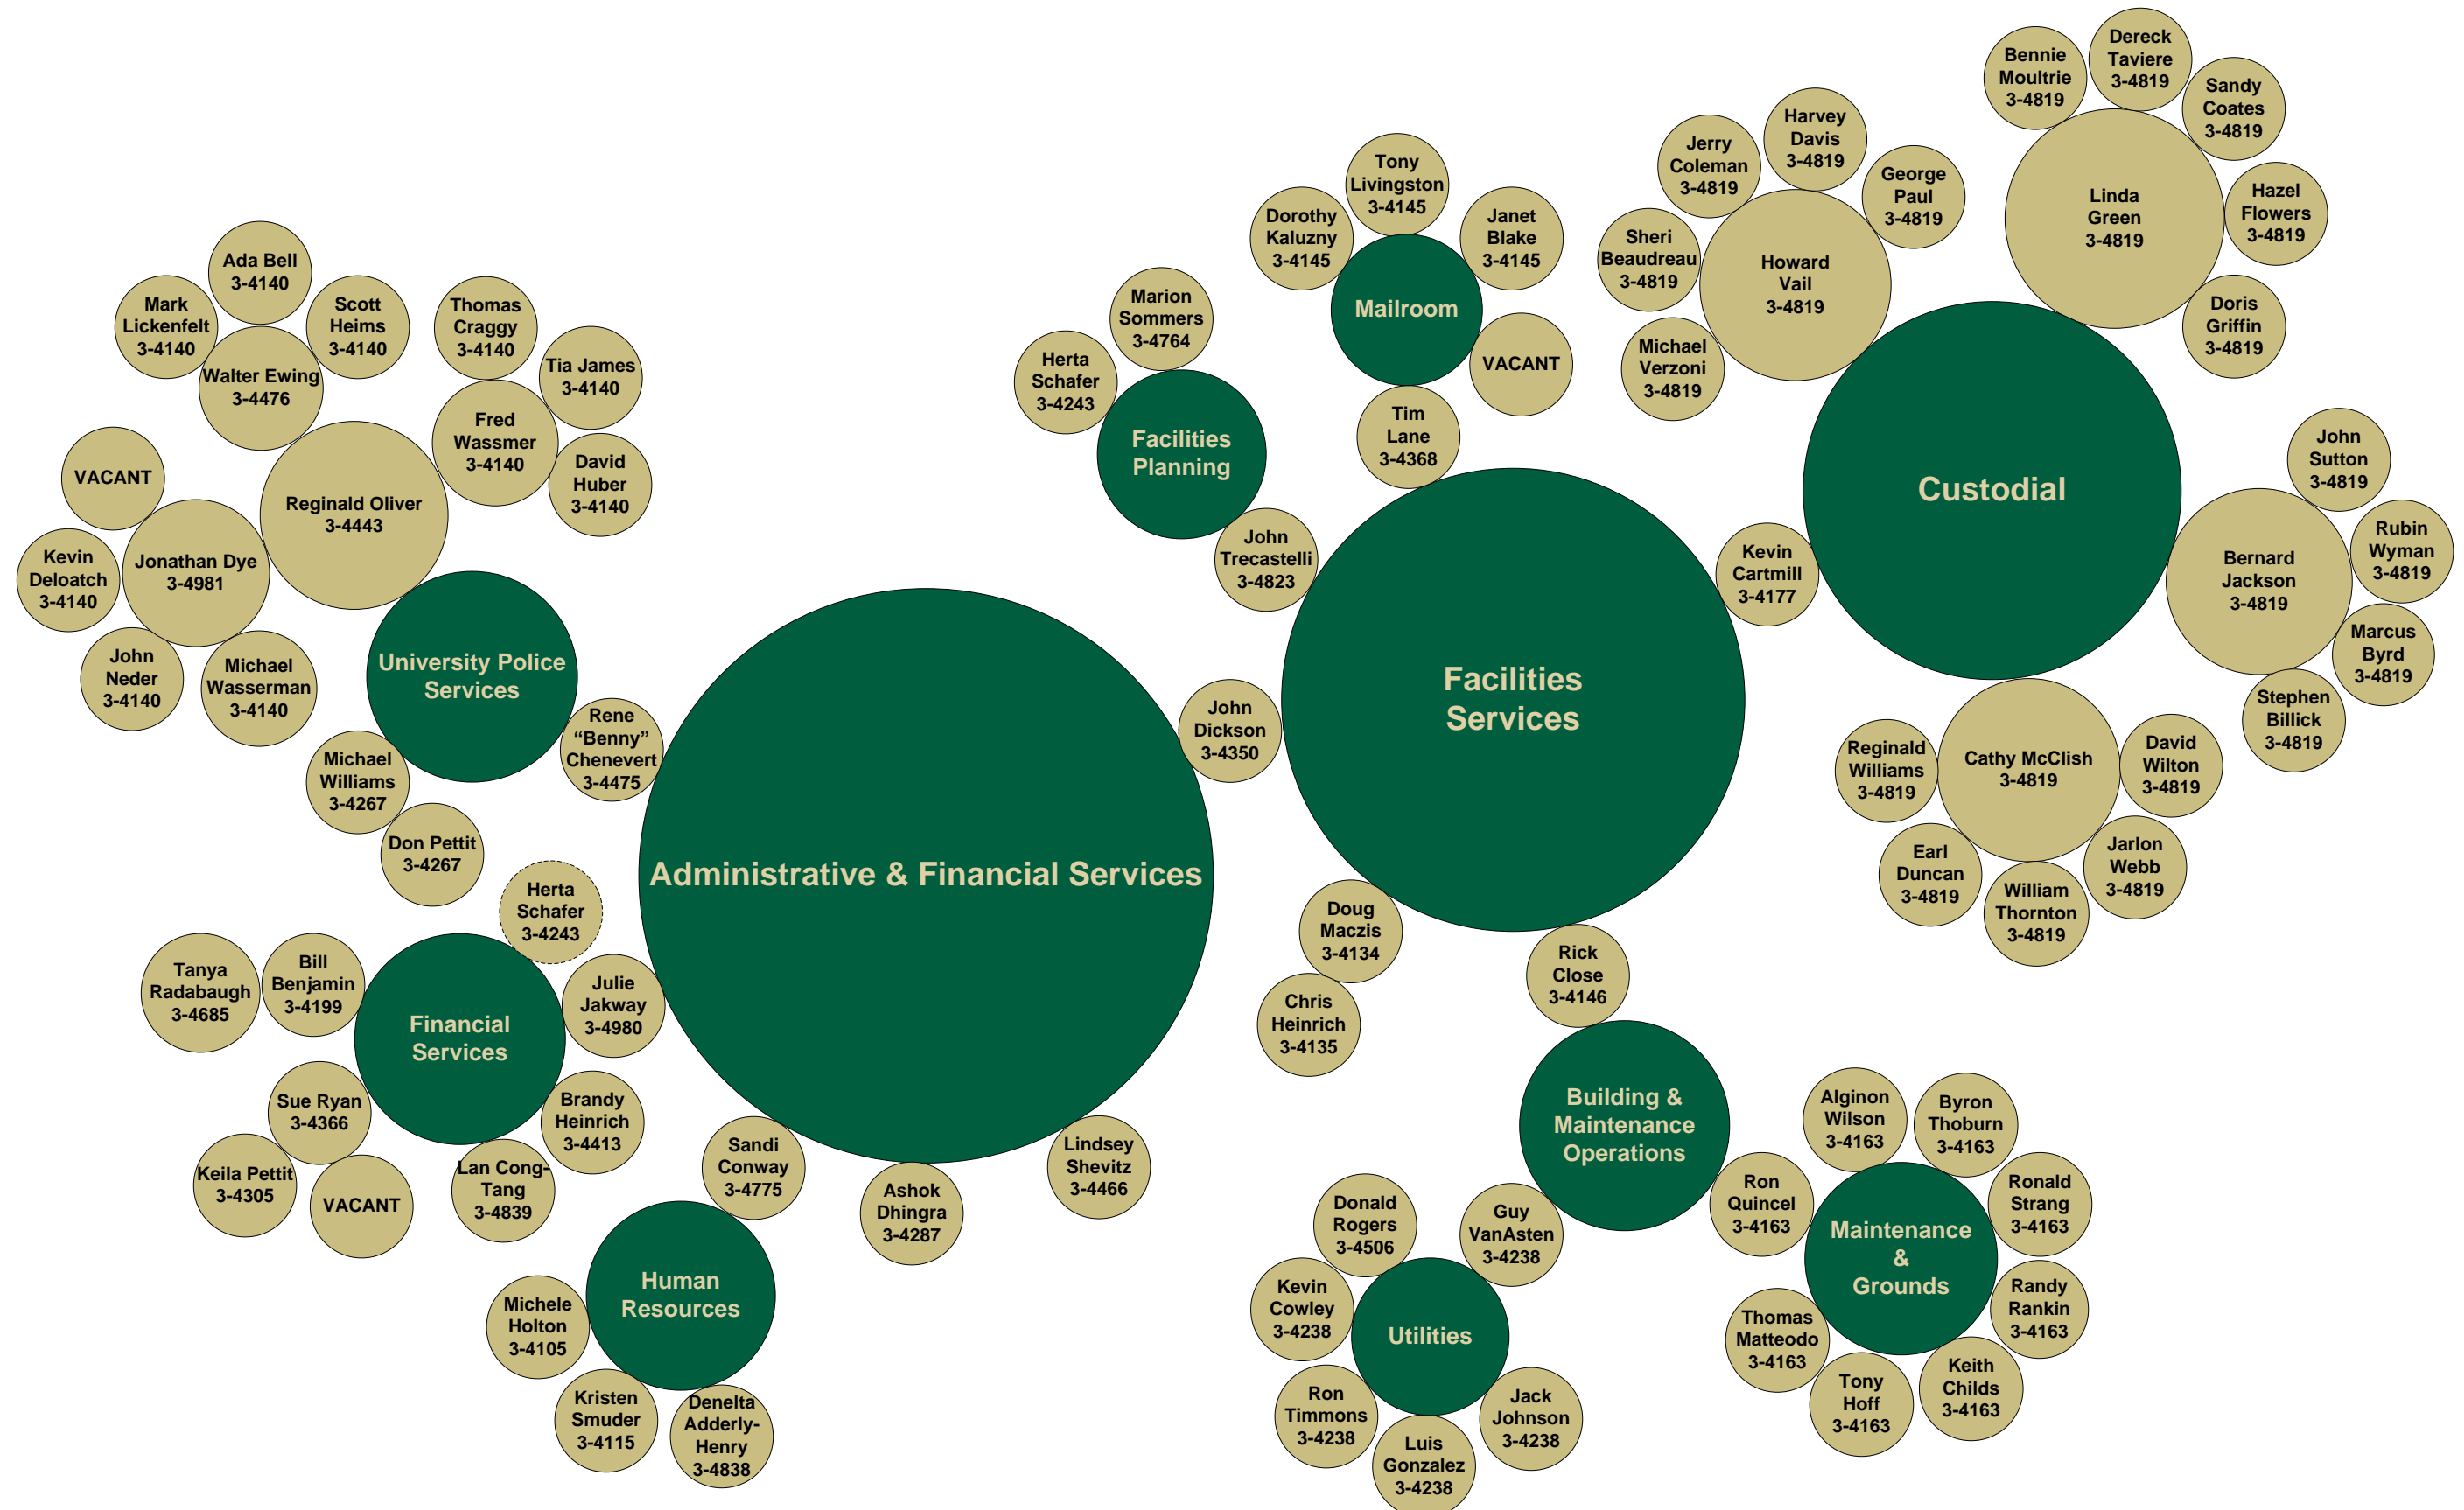 Dereck
Taviere
3-4819
Bennie
Moultrie
3-4819
Sandy
Coates
3-4819
Hazel
Flowers
3-4819
Linda
Green
3-4819
Doris
Griffin
3-4819
Harvey
Davis
3-4819
Jerry
Coleman
3-4819
George
Paul
3-4819
Sheri
Beaudreau
3-4819
Howard
Vail
3-4819
Michael
Verzoni
3-4819
Tony
Livingston
3-4145
Dorothy
Kaluzny
3-4145
Janet
Blake
3-4145
Mailroom
VACANT
Tim
Lane
3-4368
Marion
Sommers
3-4764
Herta
Schafer
3-4243
Facilities
Planning
John
Trecastelli
3-4823
Ada Bell
3-4140
Mark
Lickenfelt
3-4140
Scott
Heims
3-4140
Walter Ewing
3-4476
Thomas
Craggy
3-4140
Tia James
3-4140
Fred
Wassmer
3-4140
David
Huber
3-4140
VACANT
Reginald Oliver
3-4443
Kevin
Deloatch
3-4140
Jonathan Dye
3-4981
John
Neder
3-4140
Michael
Wasserman
3-4140
University Police
Services
Rene
“Benny”
Chenevert
3-4475
Michael
Williams
3-4267
Don Pettit
3-4267
Custodial
Kevin
Cartmill
3-4177
John
Sutton
3-4819
Rubin
Wyman
3-4819
Bernard
Jackson
3-4819
Marcus
Byrd
3-4819
Stephen
Billick
3-4819
Reginald
Williams
3-4819
Cathy McClish
3-4819
David
Wilton
3-4819
Earl
Duncan
3-4819
William
Thornton
3-4819
Jarlon
Webb
3-4819
Facilities
Services
John
Dickson
3-4350
Administrative & Financial Services
Herta
Schafer
3-4243
Tanya
Radabaugh
3-4685
Bill
Benjamin
3-4199
Julie
Jakway
3-4980
Financial
Services
Sue Ryan
3-4366
Brandy
Heinrich
3-4413
Keila Pettit
3-4305
VACANT
Lan Cong-
Tang
3-4839
Sandi
Conway
3-4775
Ashok
Dhingra
3-4287
Lindsey
Shevitz
3-4466
Human
Resources
Michele
Holton
3-4105
Kristen
Smuder
3-4115
Denelta
Adderly-
Henry
3-4838
Doug
Maczis
3-4134
Chris
Heinrich
3-4135
Rick
Close
3-4146
Building &
Maintenance
Operations
Guy
VanAsten
3-4238
Donald
Rogers
3-4506
Kevin
Cowley
3-4238
Utilities
Ron
Timmons
3-4238
Luis
Gonzalez
3-4238
Jack
Johnson
3-4238
Ron
Quincel
3-4163
Alginon
Wilson
3-4163
Byron
Thoburn
3-4163
Ronald
Strang
3-4163
Maintenance
&
Grounds
Randy
Rankin
3-4163
Thomas
Matteodo
3-4163
Tony
Hoff
3-4163
Keith
Childs
3-4163